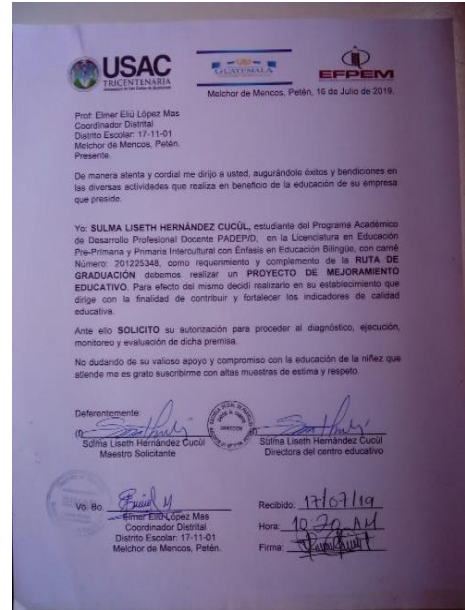 USAC
TRICENTENARIA
GUATEMALA
EFPEM
Melchor de Mencos, Petén, 16 de Julio de 2019.
Prof: Elmer Eliú López Mas
Coordinador Distrital
Distrito Escolar: 17-11-01
Melchor de Mencos, Petén.
Presente.
De manera atenta y cordial me dirijo a usted, augurándole éxitos y bendiciones en
las diversas actividades que realiza en beneficio de la educación de su empresa
que preside.
Yo: SULMA LISETH HERNÁNDEZ CUCÚL, estudiante del Programa Académico
de Desarrollo Profesional Docente PADEP/D, en la Licenciatura en Educación
Pre-Primaria y Primaria Intercultural con Énfasis en Educación Bilingüe, con carné
Número: 201225348, como requerimiento y complemento de la RUTA DE
GRADUACIÓN debemos realizar un PROYECTO DE MEJORAMIENTO
EDUCATIVO. Para efecto del mismo decidí realizarlo en su establecimiento que
dirige con la finalidad de contribuir y fortalecer los indicadores de calidad
educativa.
Ante ello SOLICITO su autorización para proceder al diagnóstico, ejecución,
monitoreo y evaluación de dicha premisa.
No dudando de su valioso apoyo y compromiso con la educación de la niñez que
atiende me es grato suscribirme con altas muestras de estima y respeto.
Deferentemente:
Sulma Liseth Hernández Cucúl
Maestro Solicitante
DIRECCION
Sulma Liseth Hernández Cucúl
Directora del centro educativo
Vo. Bo.
Elmer Eliú López Mas
Coordinador Distrital
Distrito Escolar: 17-11-01
Melchor de Mencos, Petén.
Recibido: 17/07/19
Hora: 10:20 AM
Firma: